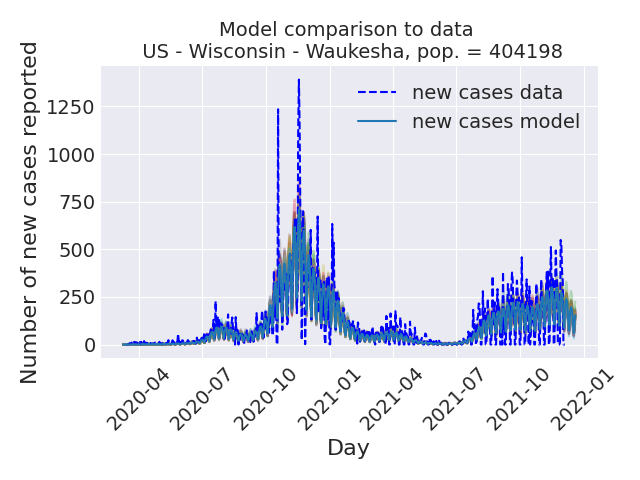 Model comparison to data
US - Wisconsin - Waukesha, pop. = 404198
Number of new cases reported
1250
1000
750
500
250
0
new cases data
new cases model
2020-04
2020-07
2020-10
2021-01
2021-04
2021-07
2021-10
2022-01
Day